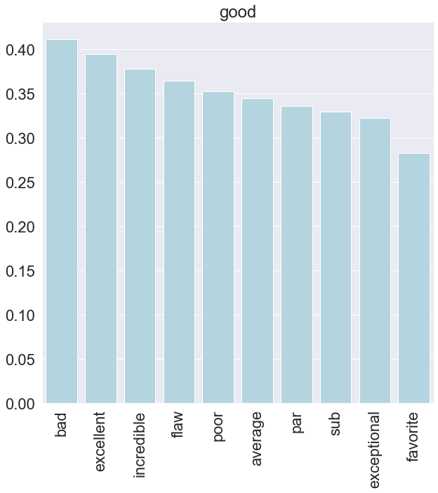 good
0.40
0.35
0.30
0.25
0.20
0.15
0.10
0.05
0.00
bad
excellent
incredible
flaw
poor
average
par
sub
exceptional
favorite